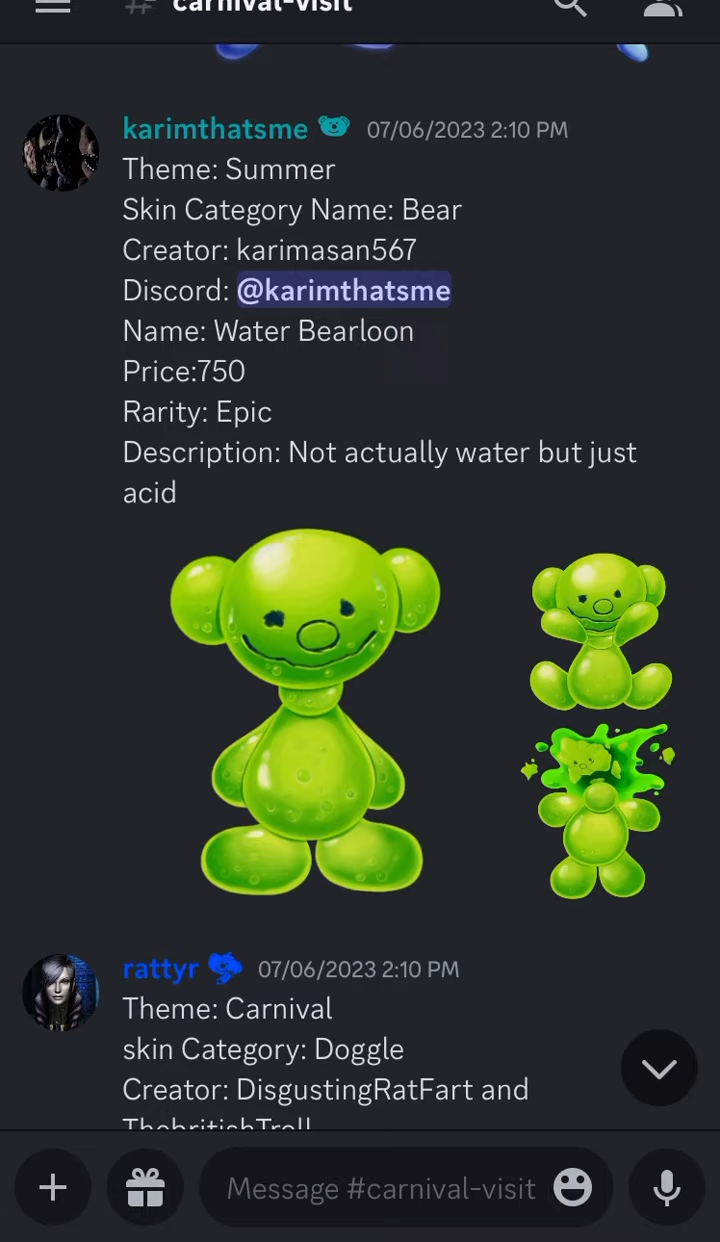 # carnival-visit
karimthatsme 07/06/2023 2:10 PM
Theme: Summer
Skin Category Name: Bear
Creator: karimasan567
Discord: @karimthatsme
Name: Water Bearloon
Price:750
Rarity: Epic
Description: Not actually water but just
acid
rattyr 07/06/2023 2:10 PM
Theme: Carnival
skin Category: Doggle
Creator: DisgustingRatFart and
ThebritishTroll
Message #carnival-visit